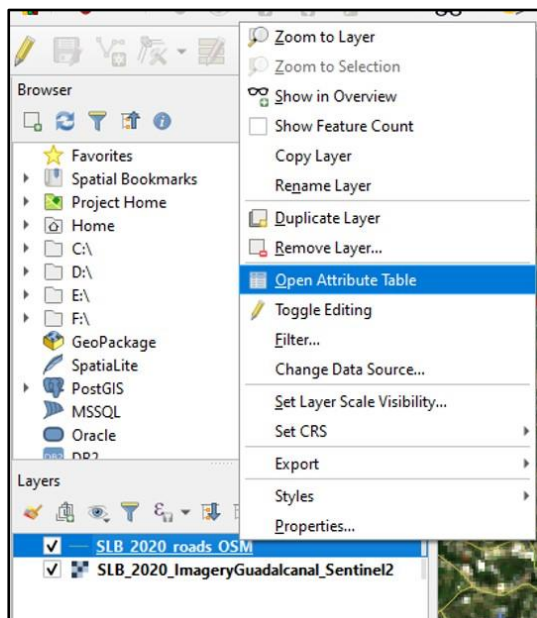 Zoom to Layer
Zoom to Selection
Show in Overview
Show Feature Count
Copy Layer
Rename Layer
Duplicate Layer
Remove Layer...
Open Attribute Table
Toggle Editing
Filter...
Change Data Source...
Set Layer Scale Visibility...
Set CRS
Export
Styles
Properties...
Browser
Favorites
Spatial Bookmarks
Project Home
Home
C:\
D:\
E:\
F:\
GeoPackage
SpatiaLite
PostGIS
MSSQL
Oracle
DB2
Layers
SLB_2020_roads_OSM
SLB_2020_ImageryGuadalcanal_Sentinel2